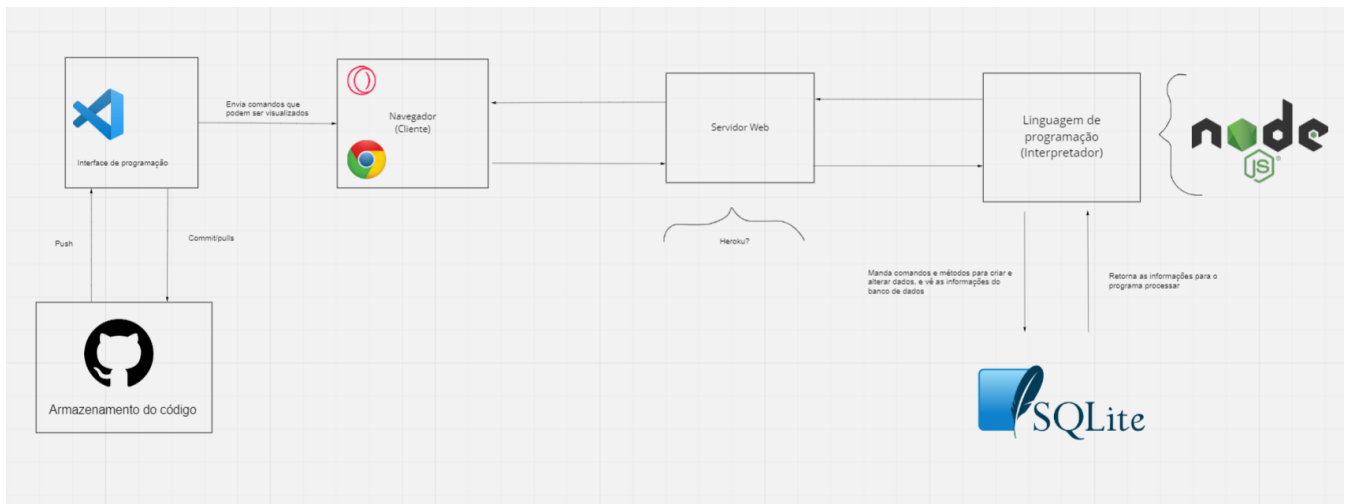 Interface de programação
Envia comandos que
podem ser visualizados
Navegador
(Cliente)
Servidor Web
Linguagem de
programação
(Interpretador)
node
JS
Push
Commit/pulls
Heroku?
Manda comandos e métodos para criar e
alterar dados, e vê as informações do
banco de dados
Retorna as informações para o
programa processar
Armazenamento do código
SQLite